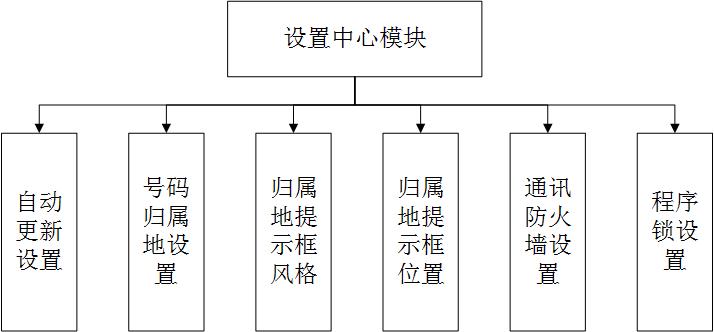 设置中心模块
自动
更新
设置
号码
归属
地设
置
归属
地提
示框
风格
归属
地提
示框
位置
通讯
防火
墙设
置
程序
锁设
置